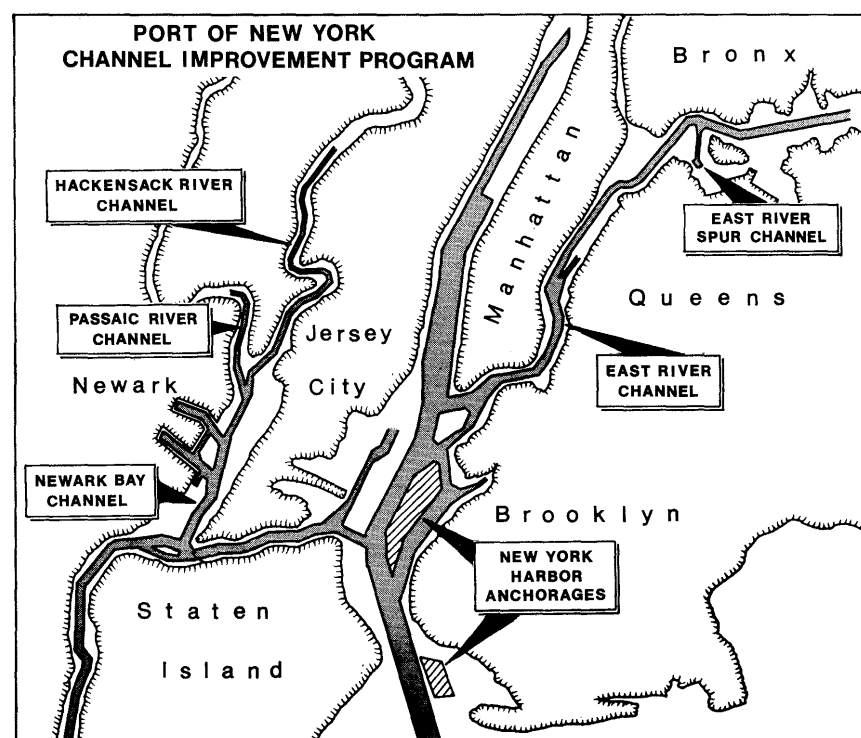 PORT OF NEW YORK
CHANNEL IMPROVEMENT PROGRAM
Bronx
Manhattan
HACKENSACK RIVER
CHANNEL
EAST RIVER
SPUR CHANNEL
Queens
PASSAIC RIVER
CHANNEL
Jersey
City
EAST RIVER
CHANNEL
Newark
NEWARK BAY
CHANNEL
Brooklyn
NEW YORK
HARBOR
ANCHORAGES
Staten
Island